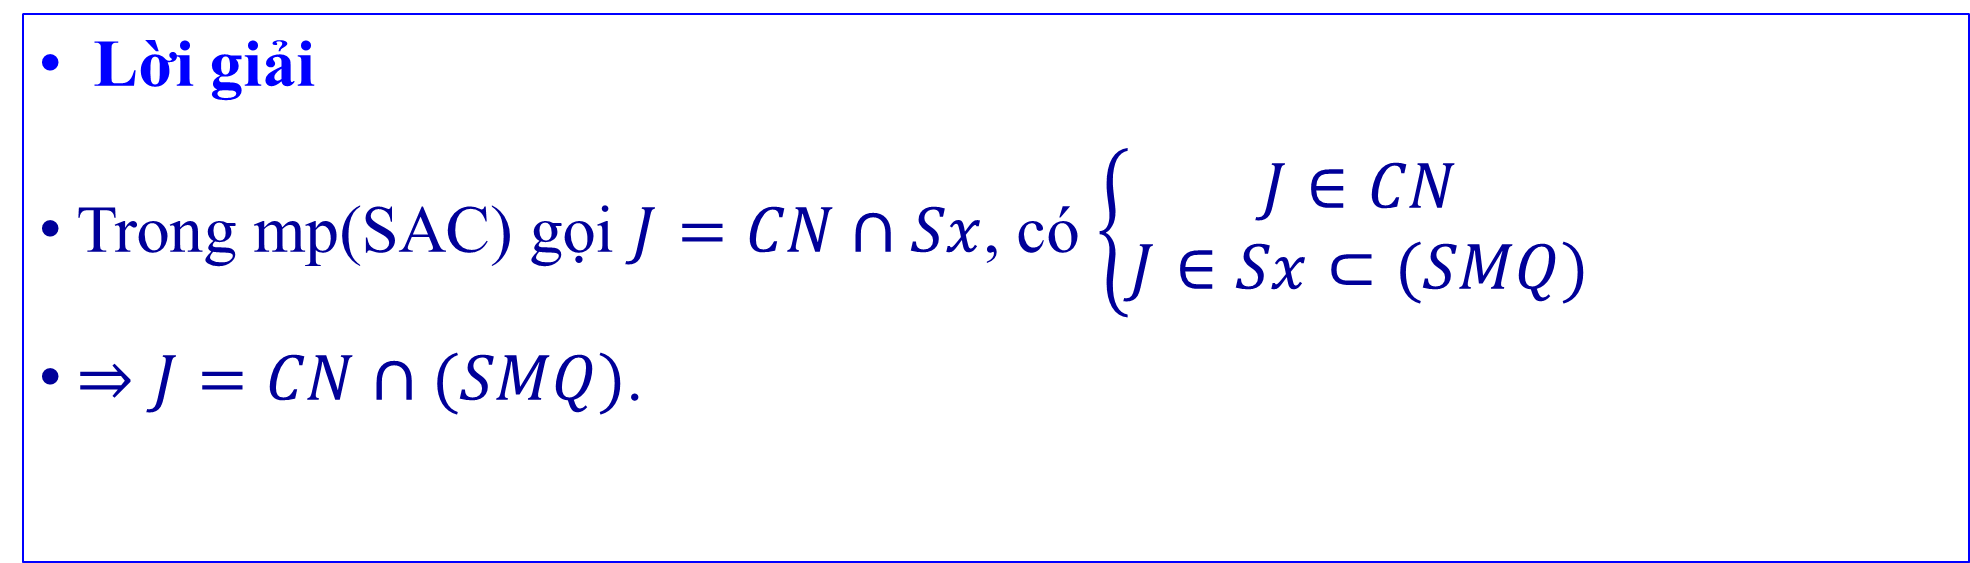 • Lời giải
• Trong mp(SAC) gọi J = CN ∩ Sx, có { J ∈ CN
J ∈ Sx ⊂ (SMQ)
• ⇒ J = CN ∩ (SMQ).